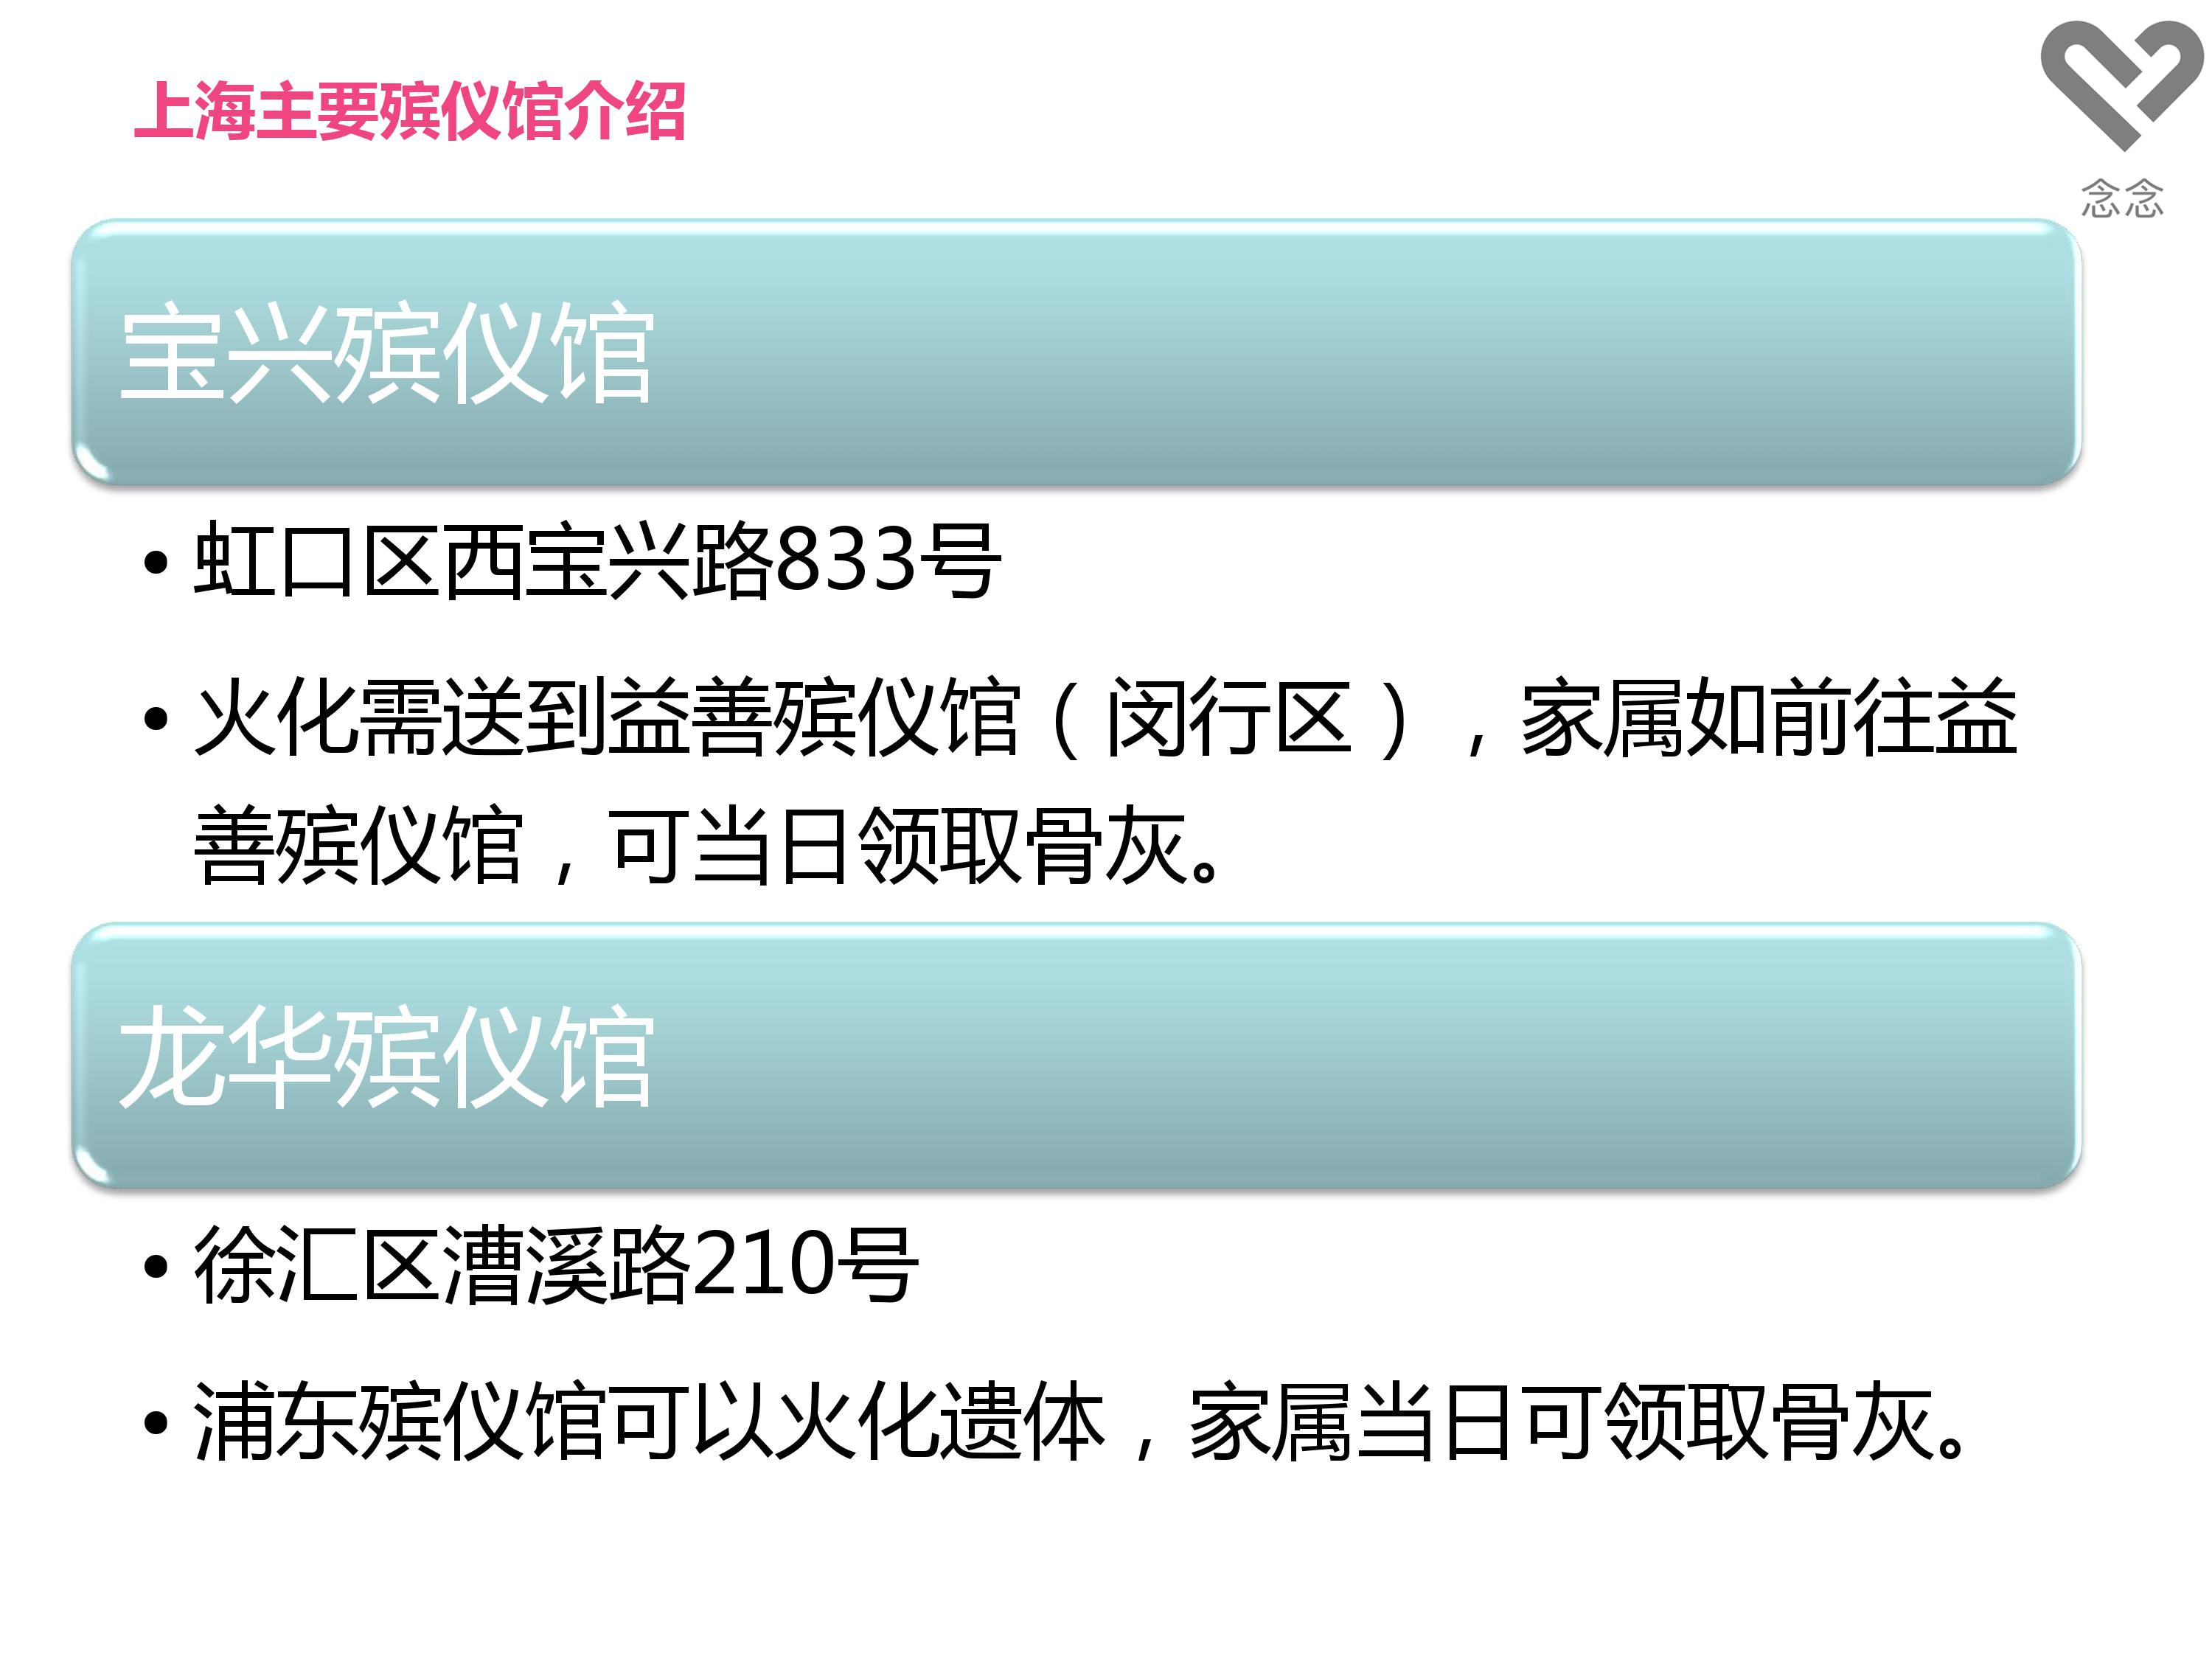 上海主要殡仪馆介绍
念念
宝兴殡仪馆
• 虹口区西宝兴路833号
• 火化需送到益善殡仪馆（闵行区），家属如前往益
善殡仪馆，可当日领取骨灰。
龙华殡仪馆
• 徐汇区漕溪路210号
• 浦东殡仪馆可以火化遗体，家属当日可领取骨灰。